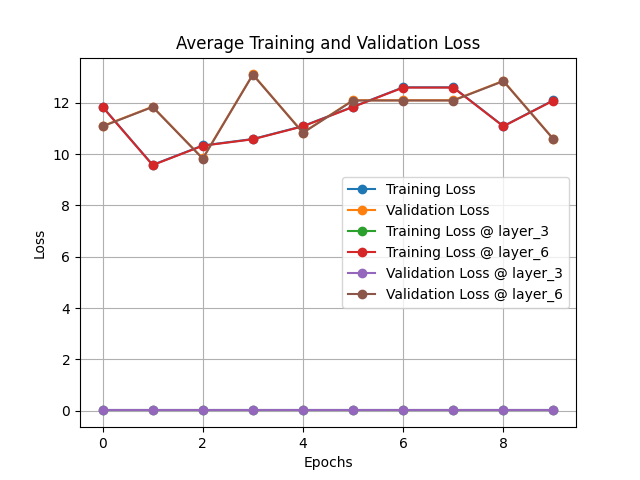 Average Training and Validation Loss
12
10
8
6
4
2
0
Loss
Training Loss
Validation Loss
Training Loss @ layer_3
Training Loss @ layer_6
Validation Loss @ layer_3
Validation Loss @ layer_6
0 2 4 6 8
Epochs